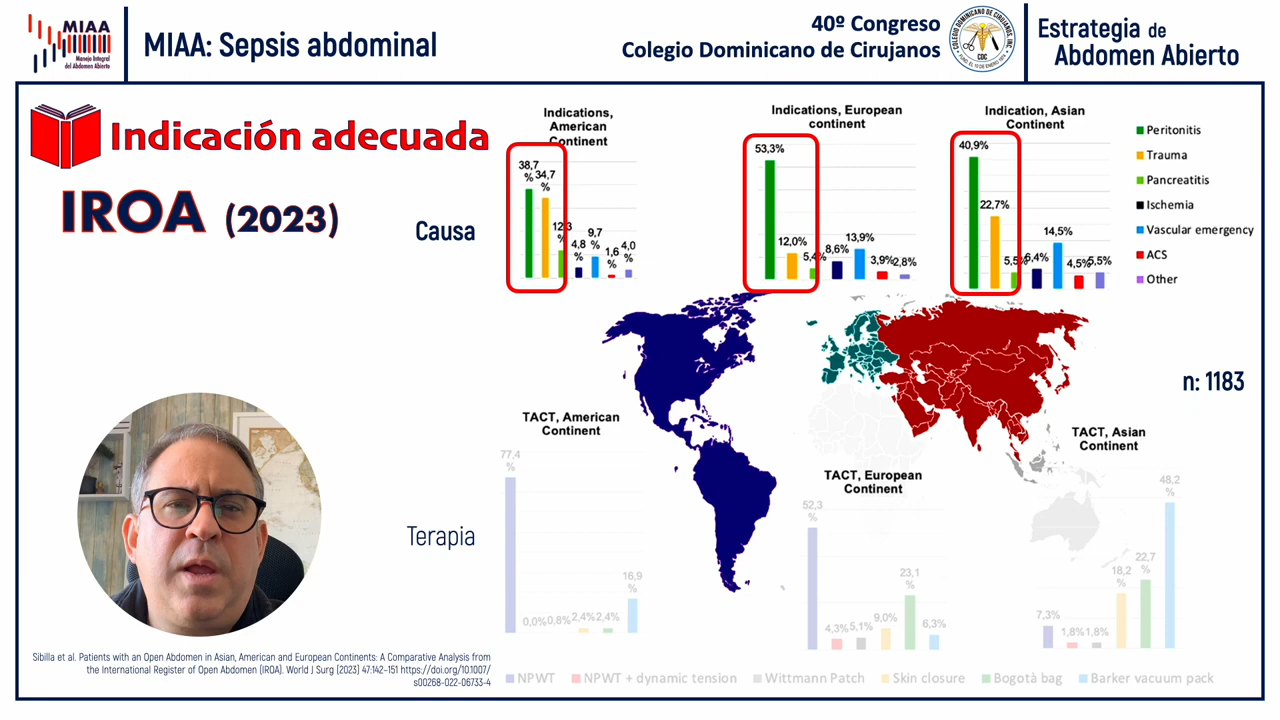 MIAA
Manejo Integral
del Abdomen Abierto
MIAA: Sepsis abdominal
40º Congreso
Colegio Dominicano de Cirujanos
COLEGIO DOMINICANO DE CIRUJANOS, INC.
CDC
Estrategia de
Abdomen Abierto
Indicación adecuada
IROA (2023)
Causa
Indications,
American
Continent
38,7
%
34,7
%
12,3
%
4,8
%
9,7
%
1,6
%
4,0
%
Indications, European
continent
53,3%
12,0%
5,4%
8,6%
13,9%
3,9%
2,8%
Indication, Asian
Continent
40,9%
22,7%
5,5%
6,4%
14,5%
4,5%
5,5%
Peritonitis
Trauma
Pancreatitis
Ischemia
Vascular emergency
ACS
Other
n: 1183
Terapia
TACT, American
Continent
77,4
%
0,0%
0,8%
2,4%
2,4%
16,9
%
TACT, European
Continent
52,3
%
4,3%
5,1%
9,0%
23,1
%
6,3%
TACT, Asian
Continent
7,3%
1,8%
1,8%
18,2
%
22,7
%
48,2
%
NPWT
NPWT + dynamic tension
Wittmann Patch
Skin closure
Bogotà bag
Barker vacuum pack
Sibilla et al. Patients with an Open Abdomen in Asian, American and European Continents: A Comparative Analysis from
the International Register of Open Abdomen (IROA). World J Surg (2023) 47:142–151 https://doi.org/10.1007/
s00268-022-06733-4